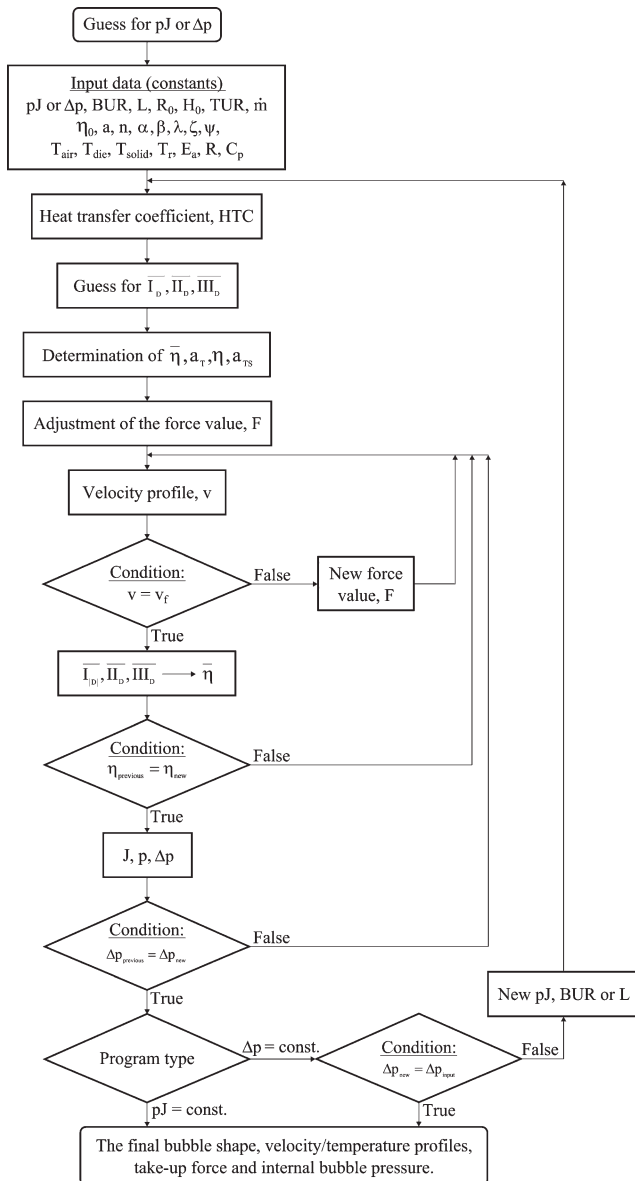 Guess for pJ or Δp
Input data (constants)
pJ or Δp, BUR, L, R₀, H₀, TUR, ṁ
η₀, a, n, α, β, λ, ζ, ψ,
T_air, T_die, T_solid, T_r, E_a, R, C_p
Heat transfer coefficient, HTC
Guess for I̅_D, I̅I̅_D, I̅I̅I̅_D
Determination of η̅, a_T, η, a_TS
Adjustment of the force value, F
Velocity profile, v
Condition:
v = v_f
False
New force
value, F
True
I̅_|D|, I̅I̅_D, I̅I̅I̅_D ⟶ η̅
Condition:
η_previous = η_new
False
True
J, p, Δp
Condition:
Δp_previous = Δp_new
False
True
New pJ, BUR or L
Program type
Δp = const.
Condition:
Δp_new = Δp_input
False
pJ = const.
True
The final bubble shape, velocity/temperature profiles,
take-up force and internal bubble pressure.